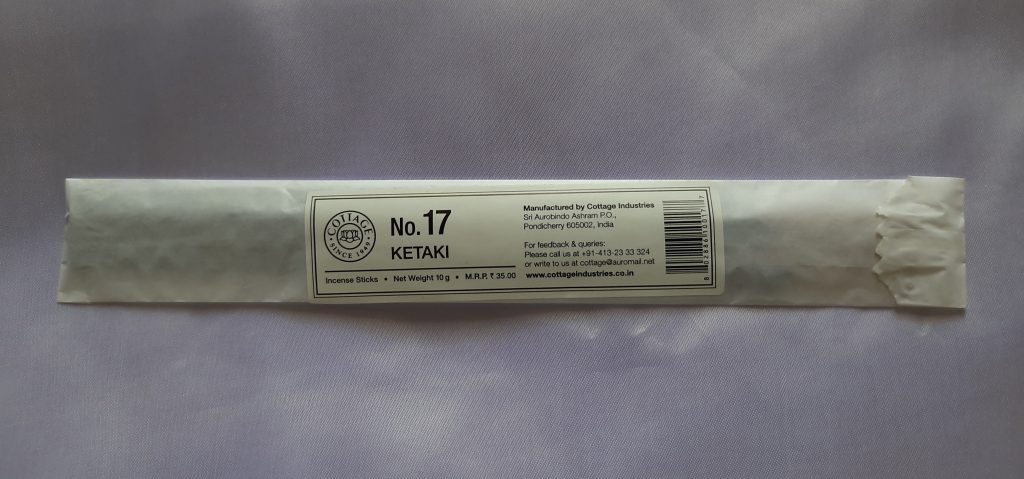 COTTAGE
SINCE 1949
No. 17
KETAKI
Incense Sticks • Net Weight 10 g • M.R.P. ₹ 35.00
Manufactured by Cottage Industries
Sri Aurobindo Ashram P.O.,
Pondicherry 605002, India
For feedback & queries:
Please call us at +91-413-23 33 324
or write to us at cottage@auromail.net
www.cottageindustries.co.in